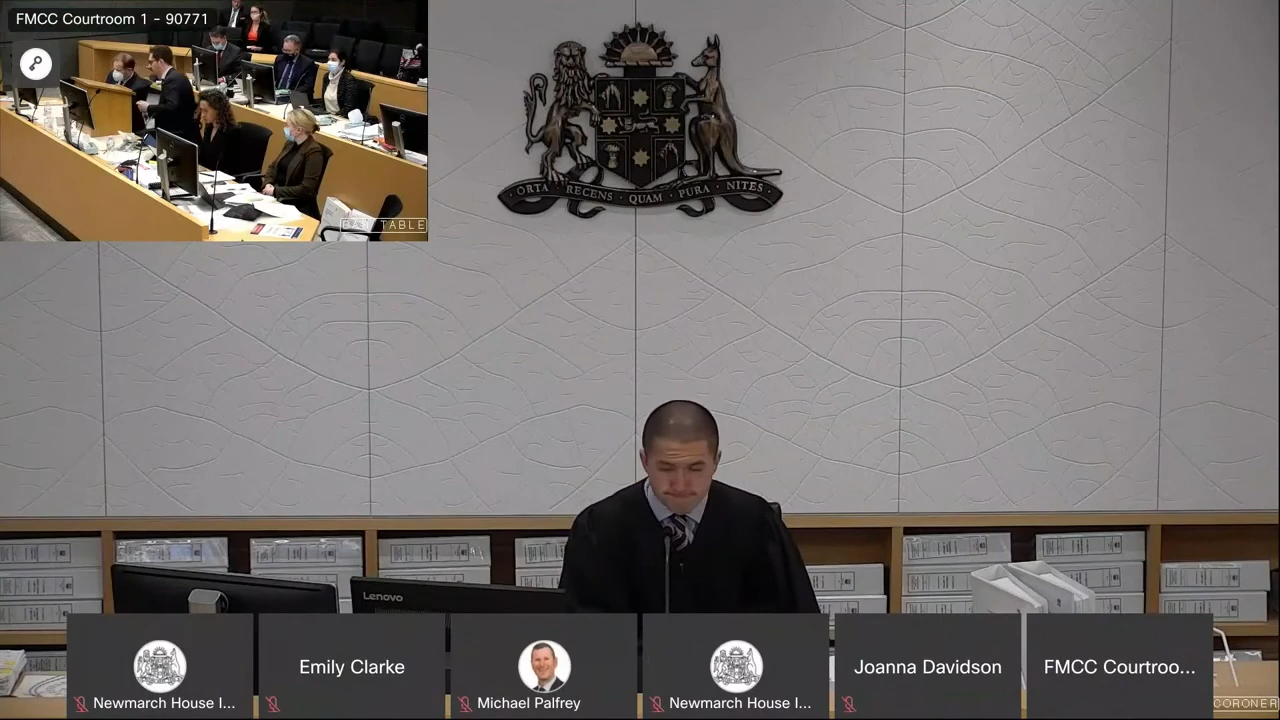 FMCC Courtroom 1 - 90771
BAR TABLE
ORTA RECENS QUAM PURA NITES
Lenovo
Newmarch House I...
Emily Clarke
Michael Palfrey
Newmarch House I...
Joanna Davidson
FMCC Courtroo...
CORONER